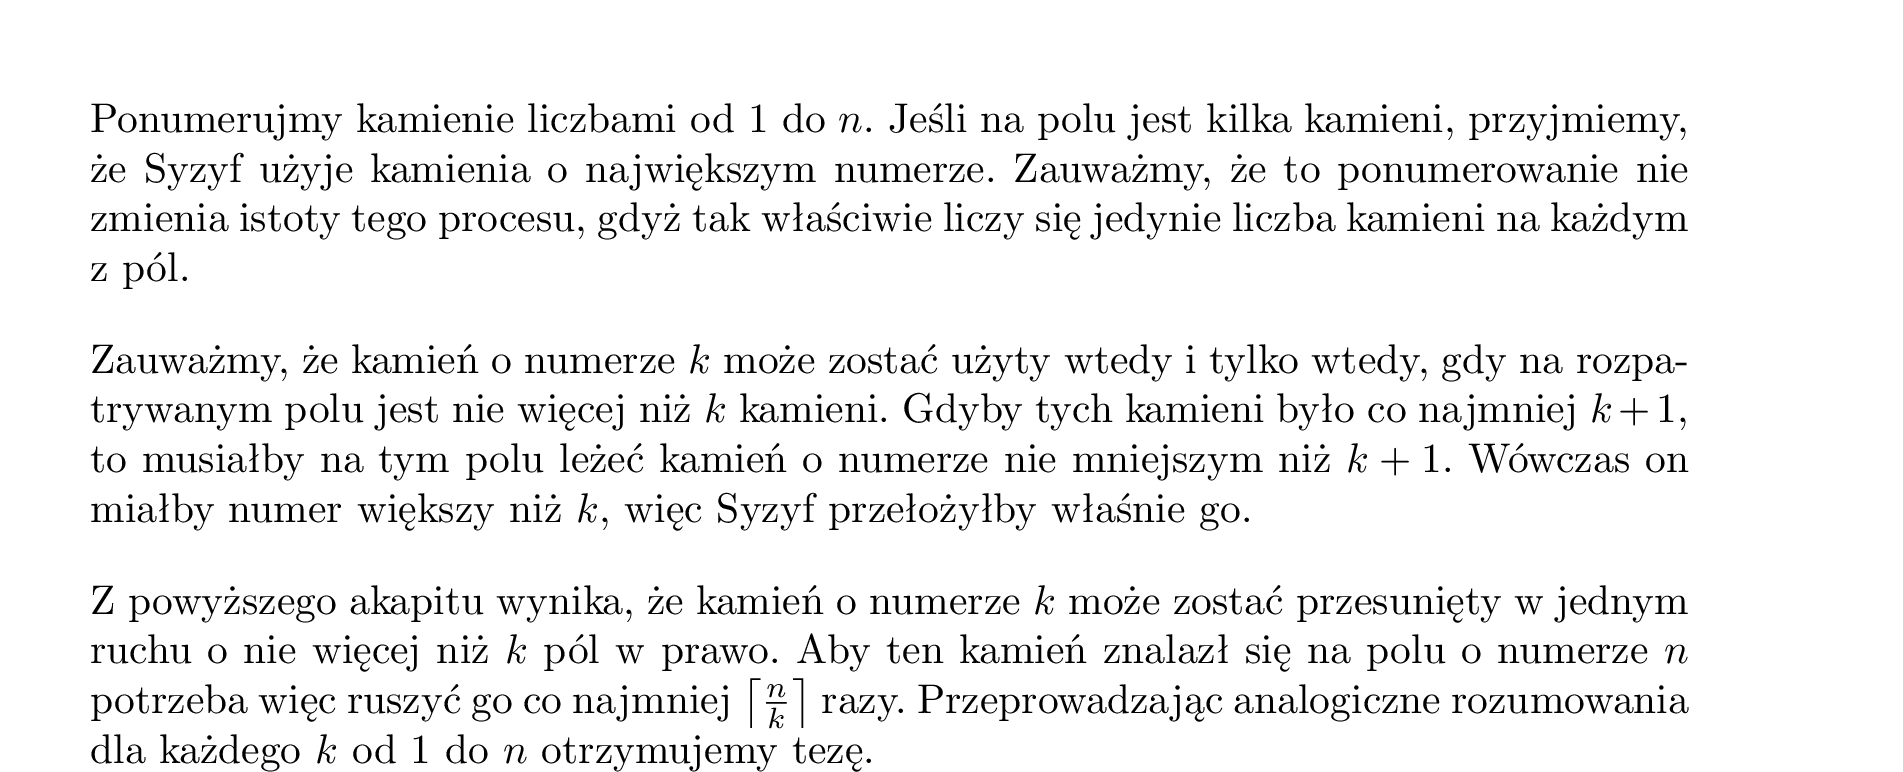 Ponumerujmy kamienie liczbami od 1 do n. Jeśli na polu jest kilka kamieni, przyjmiemy,
że Syzyf użyje kamienia o największym numerze. Zauważmy, że to ponumerowanie nie
zmienia istoty tego procesu, gdyż tak właściwie liczy się jedynie liczba kamieni na każdym
z pól.
Zauważmy, że kamień o numerze k może zostać użyty wtedy i tylko wtedy, gdy na rozpa-
trywanym polu jest nie więcej niż k kamieni. Gdyby tych kamieni było co najmniej k + 1,
to musiałby na tym polu leżeć kamień o numerze nie mniejszym niż k + 1. Wówczas on
miałby numer większy niż k, więc Syzyf przełożyłby właśnie go.
Z powyższego akapitu wynika, że kamień o numerze k może zostać przesunięty w jednym
ruchu o nie więcej niż k pól w prawo. Aby ten kamień znalazł się na polu o numerze n
potrzeba więc ruszyć go co najmniej ⌈n/k⌉ razy. Przeprowadzając analogiczne rozumowania
dla każdego k od 1 do n otrzymujemy tezę.